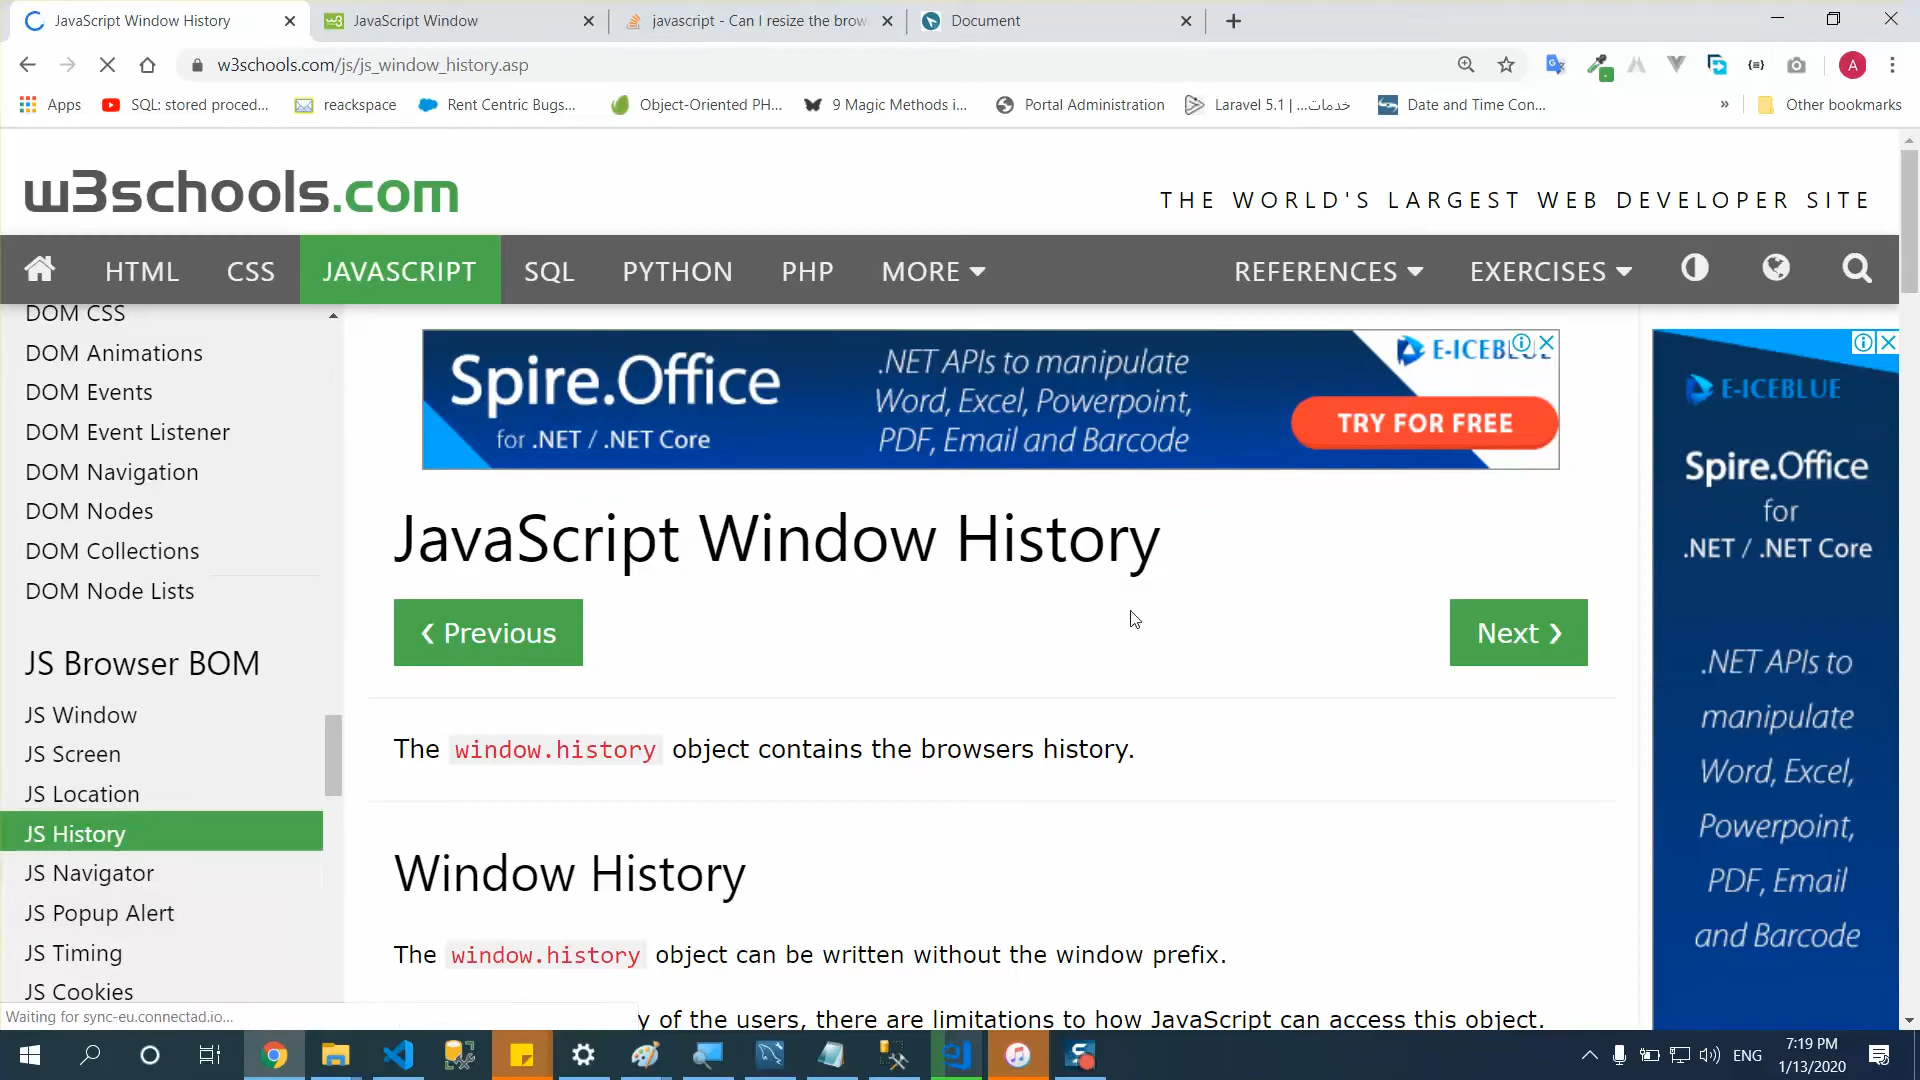 JavaScript Window History
JavaScript Window
javascript - Can I resize the brow
Document
w3schools.com/js/js_window_history.asp
A
Apps
SQL: stored proced...
reackspace
Rent Centric Bugs...
Object-Oriented PH...
9 Magic Methods i...
Portal Administration
Laravel 5.1 | ...خدمات
Date and Time Con...
»
Other bookmarks
w3schools.com
THE WORLD'S LARGEST WEB DEVELOPER SITE
HTML
CSS
JAVASCRIPT
SQL
PYTHON
PHP
MORE
REFERENCES
EXERCISES
DOM CSS
DOM Animations
DOM Events
DOM Event Listener
DOM Navigation
DOM Nodes
DOM Collections
DOM Node Lists
JS Browser BOM
JS Window
JS Screen
JS Location
JS History
JS Navigator
JS Popup Alert
JS Timing
JS Cookies
Spire.Office
for .NET / .NET Core
.NET APIs to manipulate
Word, Excel, Powerpoint,
PDF, Email and Barcode
E-ICEBLUE
TRY FOR FREE
JavaScript Window History
❮ Previous
Next ❯
The window.history object contains the browsers history.
Window History
The window.history object can be written without the window prefix.
y of the users, there are limitations to how JavaScript can access this object.
E-ICEBLUE
Spire.Office
for
.NET / .NET Core
.NET APIs to
manipulate
Word, Excel,
Powerpoint,
PDF, Email
and Barcode
Waiting for sync-eu.connectad.io...
ENG
7:19 PM
1/13/2020